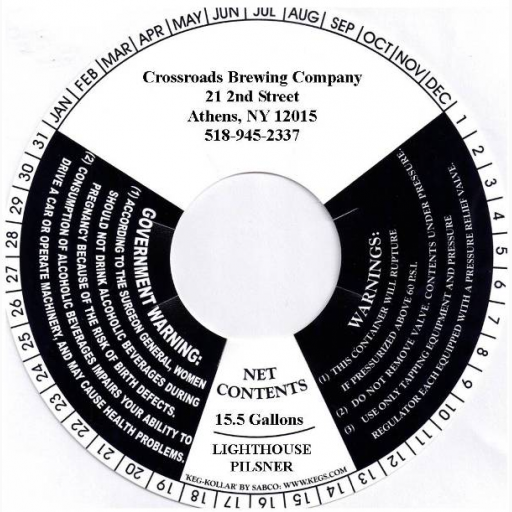 JAN FEB MAR APR MAY JUN JUL AUG SEP OCT NOV DEC
1 2 3 4 5 6 7 8 9 10 11 12 13 14 15 16 17 18 19 20 21 22 23 24 25 26 27 28 29 30 31
Crossroads Brewing Company
21 2nd Street
Athens, NY 12015
518-945-2337
WARNINGS:
(1) THIS CONTAINER WILL RUPTURE
IF PRESSURIZED ABOVE 60 P.S.I.
(2) DO NOT REMOVE VALVE. CONTENTS UNDER PRESSURE.
(3) USE ONLY TAPPING EQUIPMENT AND PRESSURE
REGULATOR EACH EQUIPPED WITH A PRESSURE RELIEF VALVE.
GOVERNMENT WARNING:
(1) ACCORDING TO THE SURGEON GENERAL, WOMEN
SHOULD NOT DRINK ALCOHOLIC BEVERAGES DURING
PREGNANCY BECAUSE OF THE RISK OF BIRTH DEFECTS.
(2) CONSUMPTION OF ALCOHOLIC BEVERAGES IMPAIRS YOUR ABILITY TO
DRIVE A CAR OR OPERATE MACHINERY, AND MAY CAUSE HEALTH PROBLEMS.
NET
CONTENTS
15.5 Gallons
LIGHTHOUSE
PILSNER
'KEG-KOLLAR' BY SABCO: WWW.KEGS.COM